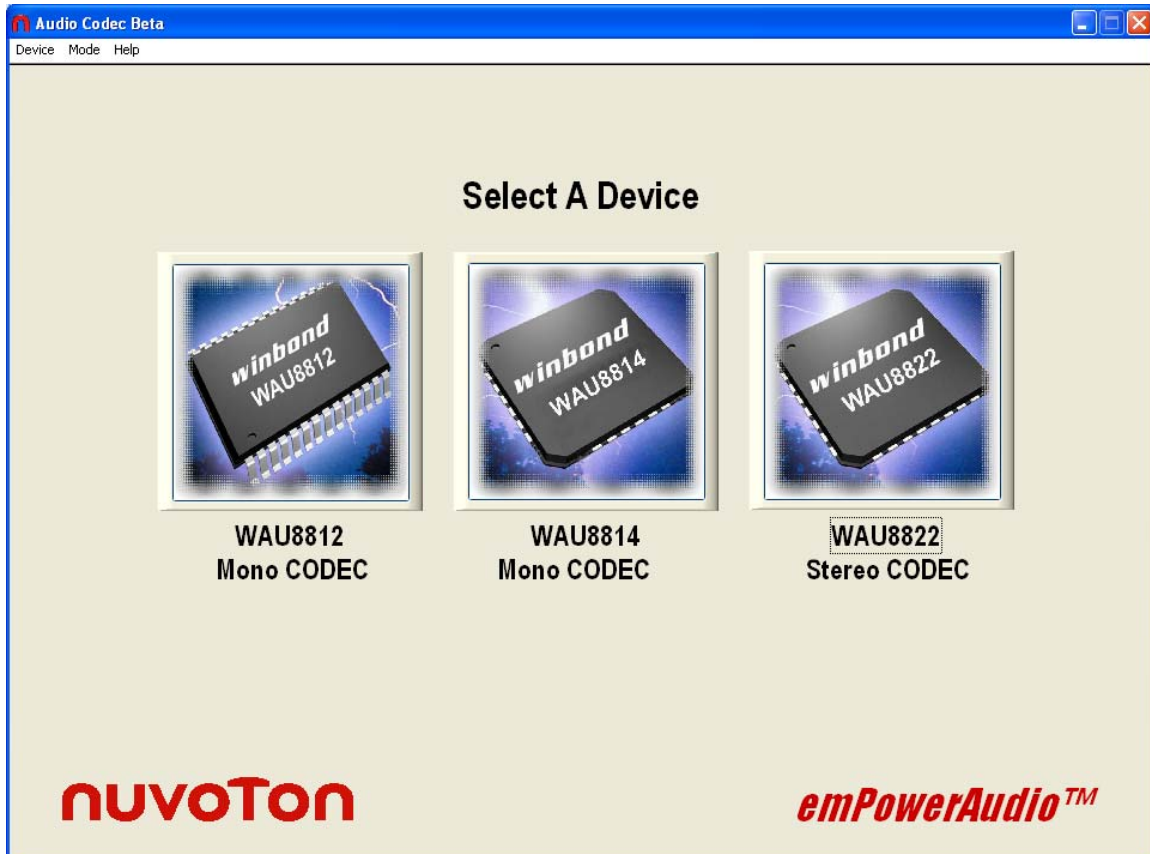 Audio Codec Beta
Device Mode Help
Select A Device
winbond
WAU8812
winbond
WAU8814
winbond
WAU8822
WAU8812
Mono CODEC
WAU8814
Mono CODEC
WAU8822
Stereo CODEC
nuvoTon
emPowerAudio™